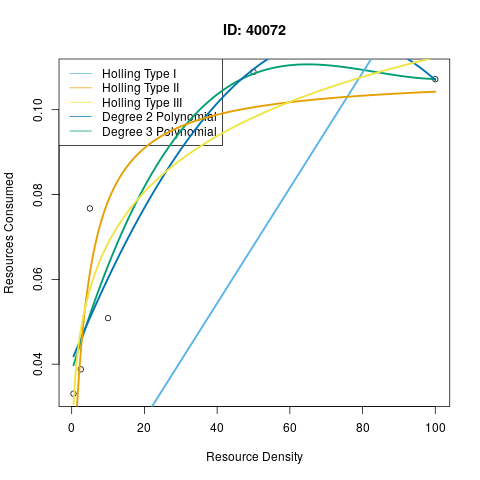 ID: 40072
Holling Type I
Holling Type II
Holling Type III
Degree 2 Polynomial
Degree 3 Polynomial
Resources Consumed
0.04
0.06
0.08
0.10
0
20
40
60
80
100
Resource Density